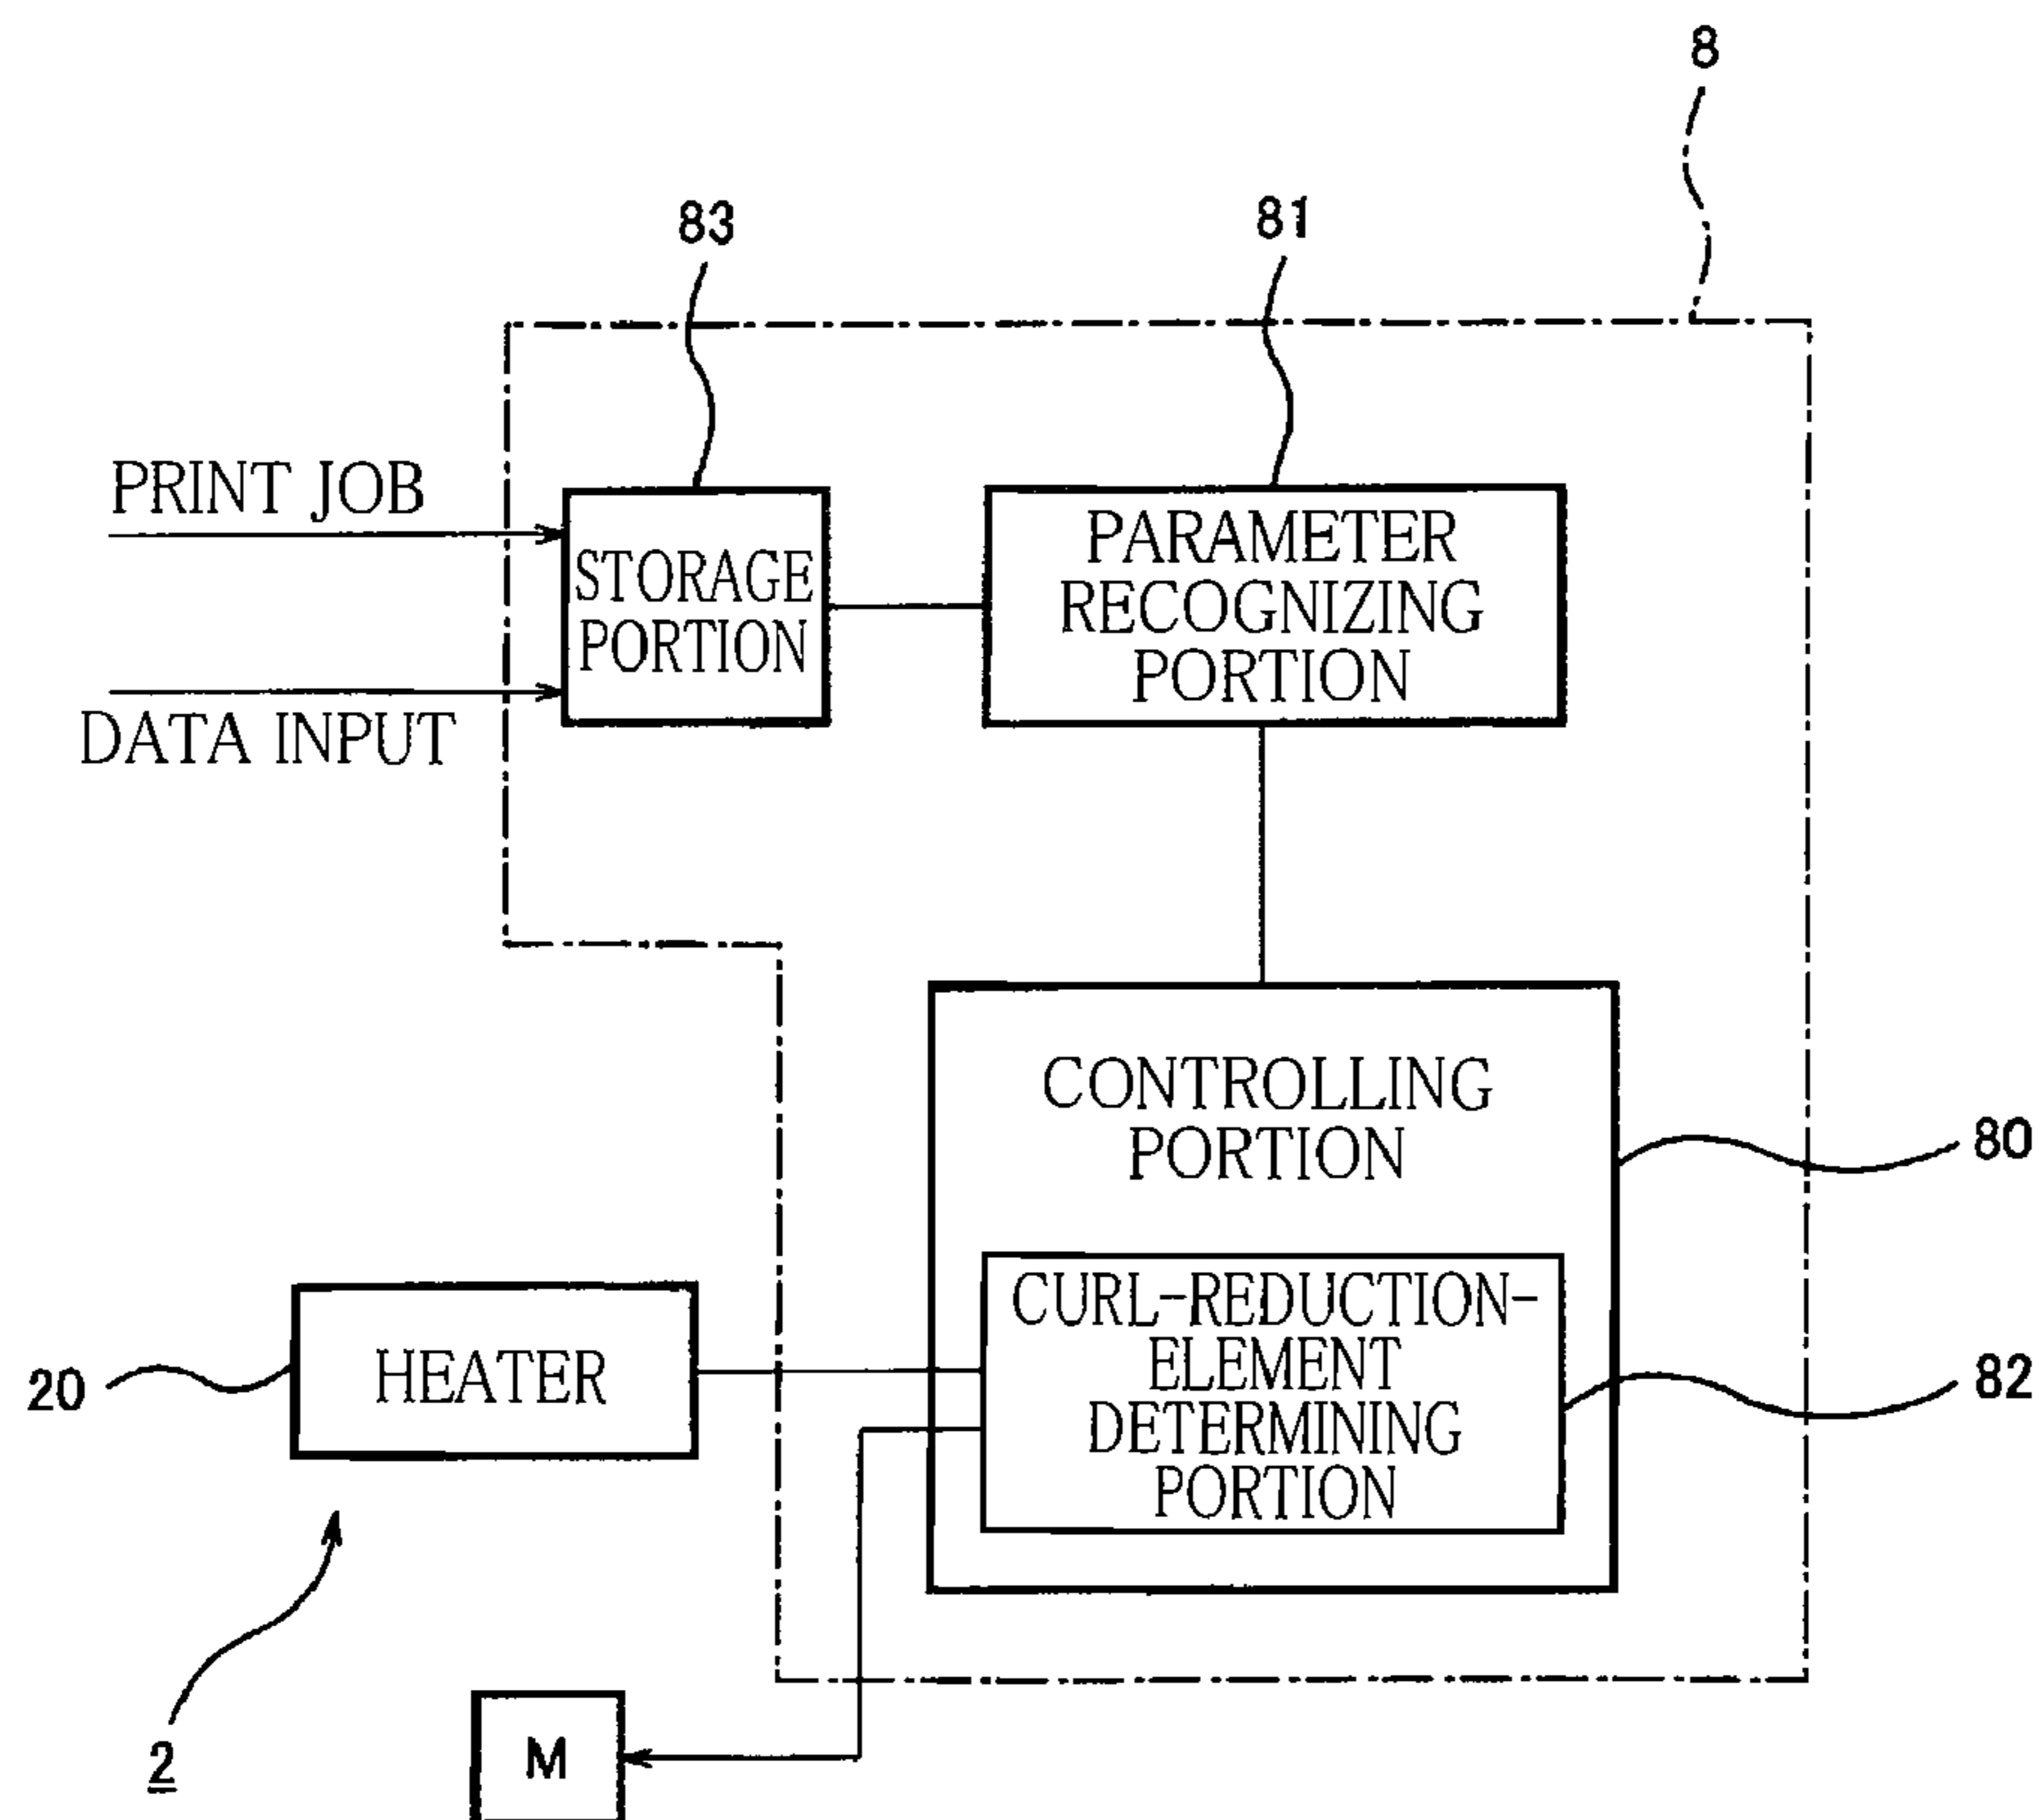 8
83
81
PRINT JOB
STORAGE
PORTION
DATA INPUT
PARAMETER
RECOGNIZING
PORTION
CONTROLLING
PORTION
80
CURL-REDUCTION-
ELEMENT
DETERMINING
PORTION
82
20
HEATER
2
M